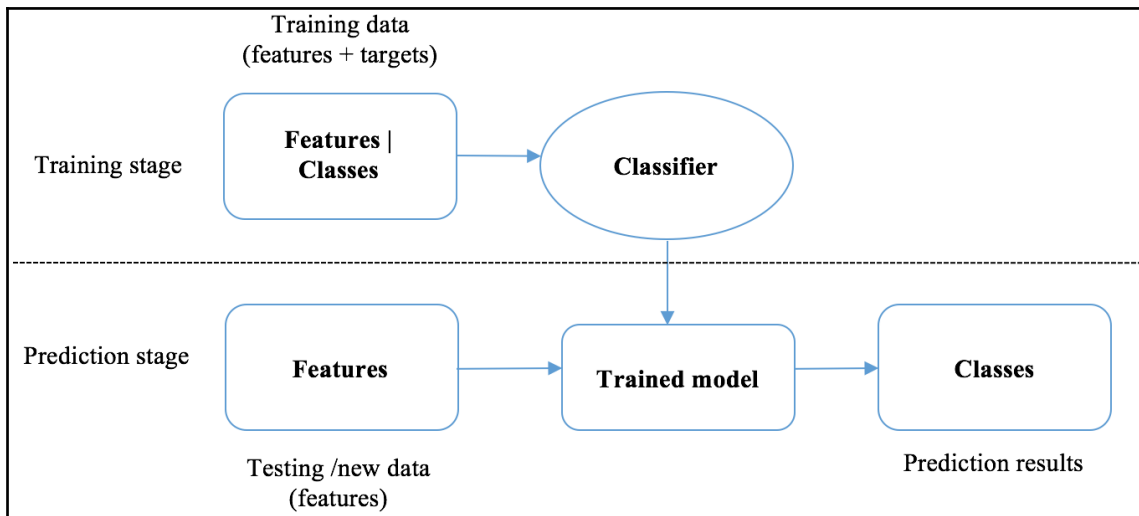 Training data
(features + targets)
Training stage
Features |
Classes
Classifier
Prediction stage
Features
Trained model
Classes
Testing /new data
(features)
Prediction results